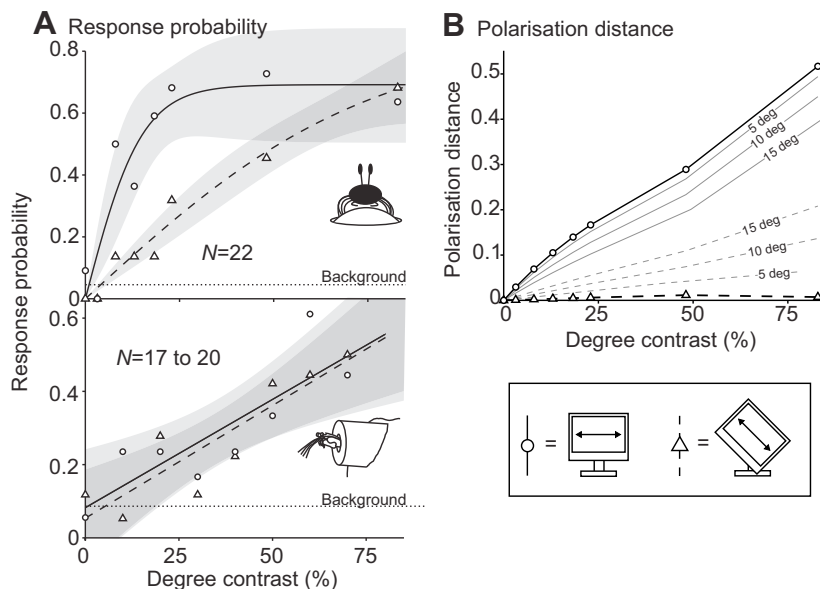 A Response probability
Response probability
0.8
0.6
0.4
0.2
0
N=22
Background
0.6
0.4
0.2
0
N=17 to 20
Background
0
25
50
75
Degree contrast (%)
B Polarisation distance
Polarisation distance
0.5
0.4
0.3
0.2
0.1
0
5 deg
10 deg
15 deg
15 deg
10 deg
5 deg
0
25
50
75
Degree contrast (%)
=
=